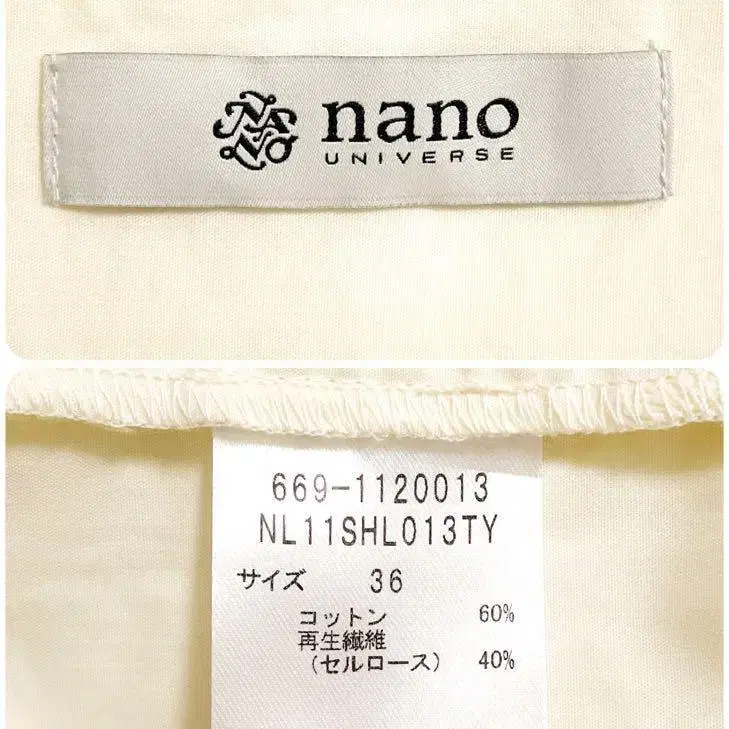 nano
UNIVERSE
669-1120013
NL11SHL013TY
サイズ 36
コットン 60%
再生繊維
(セルロース) 40%